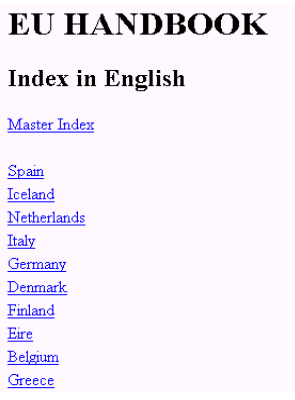 EU HANDBOOK
Index in English
Master Index
Spain
Iceland
Netherlands
Italy
Germany
Denmark
Finland
Eire
Belgium
Greece